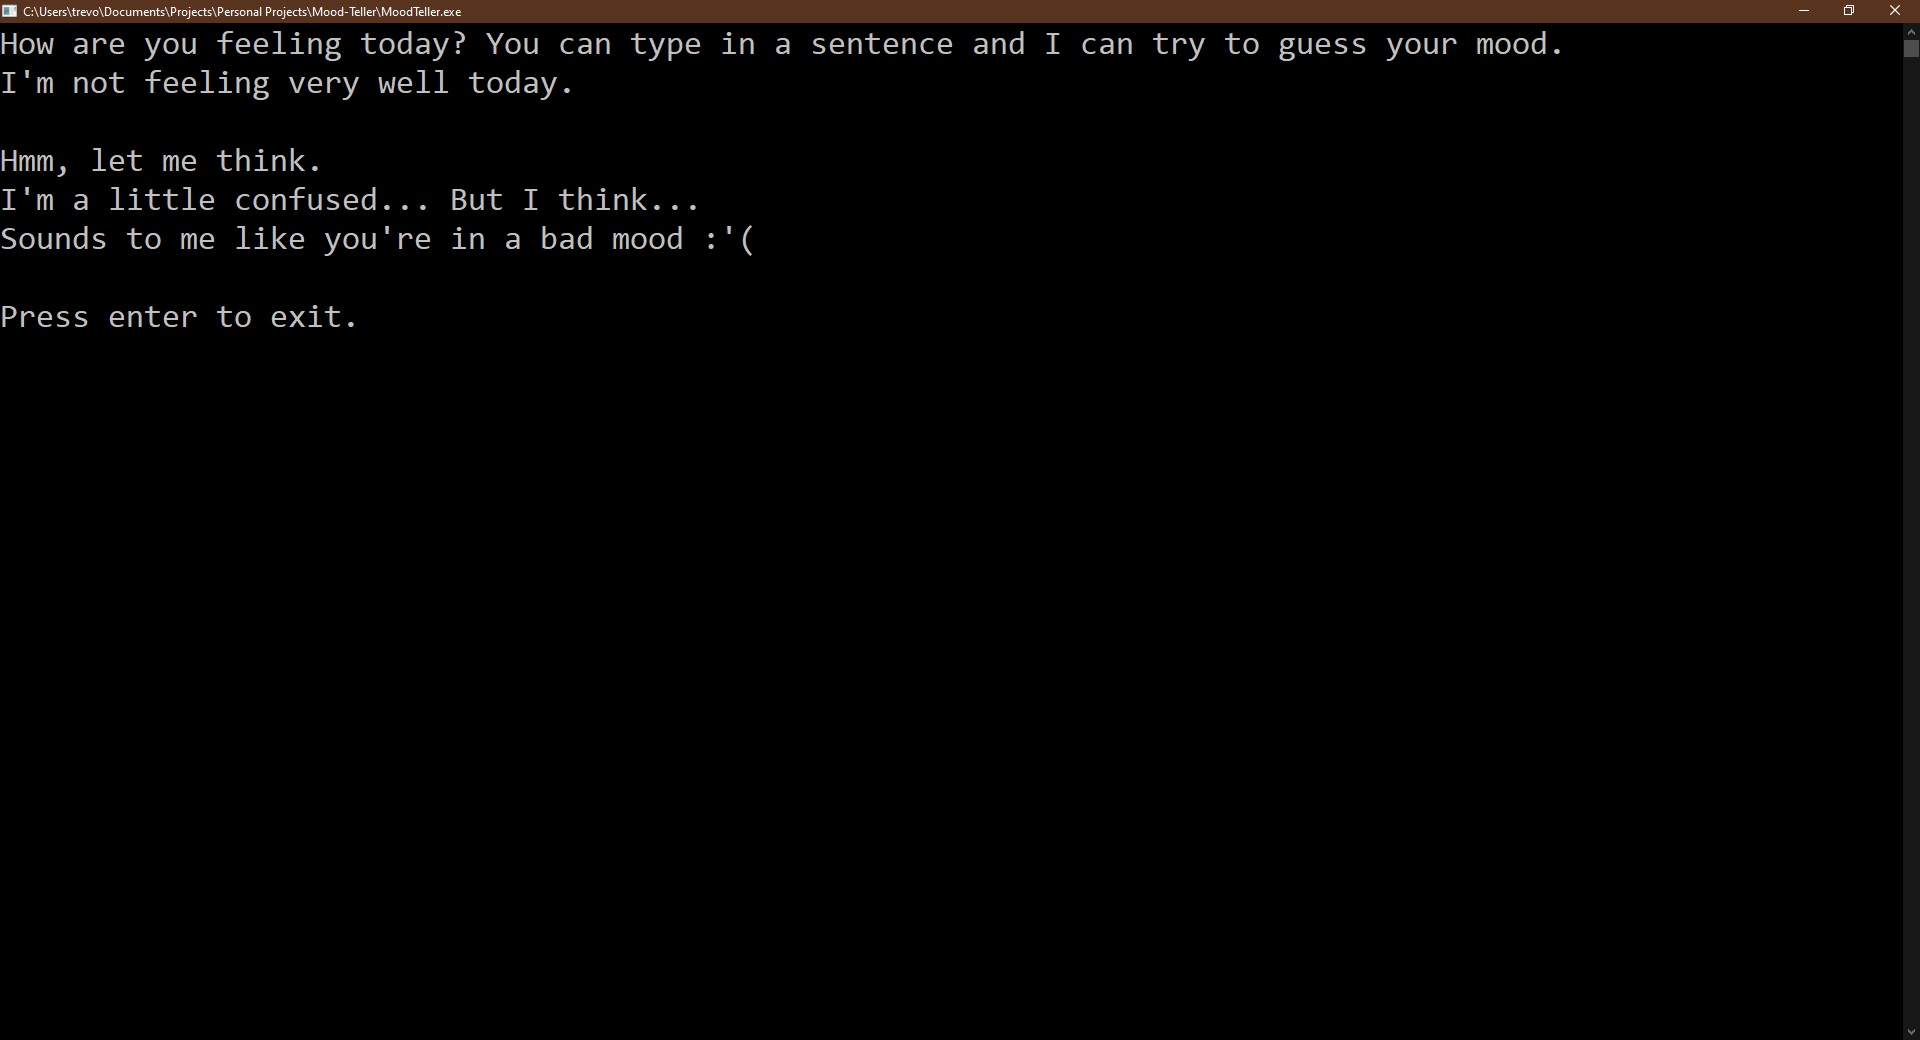 C:\Users\trevo\Documents\Projects\Personal Projects\Mood-Teller\MoodTeller.exe
How are you feeling today? You can type in a sentence and I can try to guess your mood.
I'm not feeling very well today.
Hmm, let me think.
I'm a little confused... But I think...
Sounds to me like you're in a bad mood :'(
Press enter to exit.